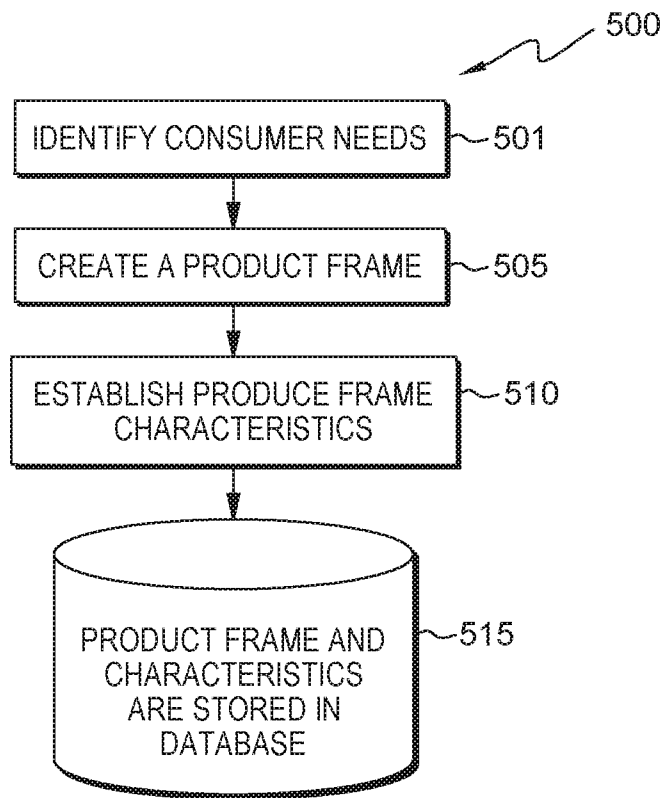 500
IDENTIFY CONSUMER NEEDS
501
CREATE A PRODUCT FRAME
505
ESTABLISH PRODUCE FRAME
CHARACTERISTICS
510
PRODUCT FRAME AND
CHARACTERISTICS
ARE STORED IN
DATABASE
515